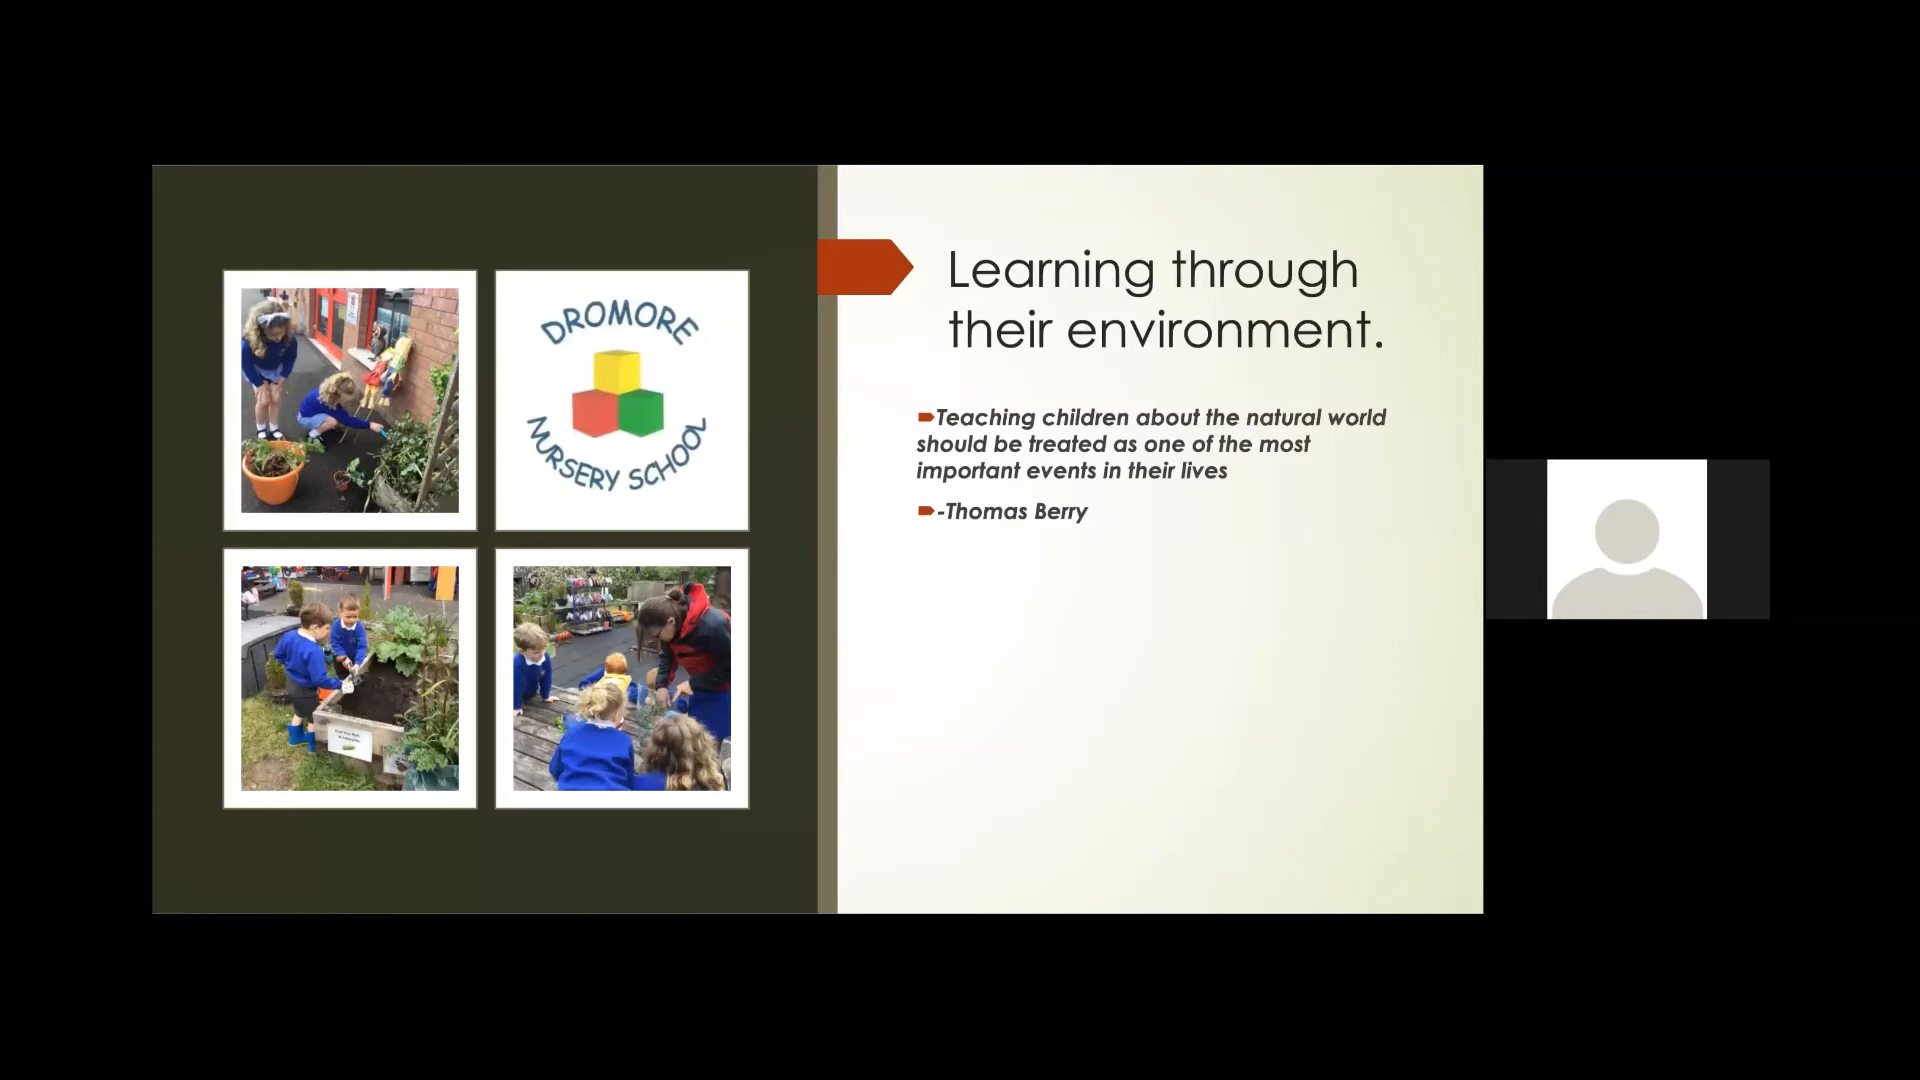 DROMORE
NURSERY SCHOOL
Learning through
their environment.
Teaching children about the natural world
should be treated as one of the most
important events in their lives
-Thomas Berry